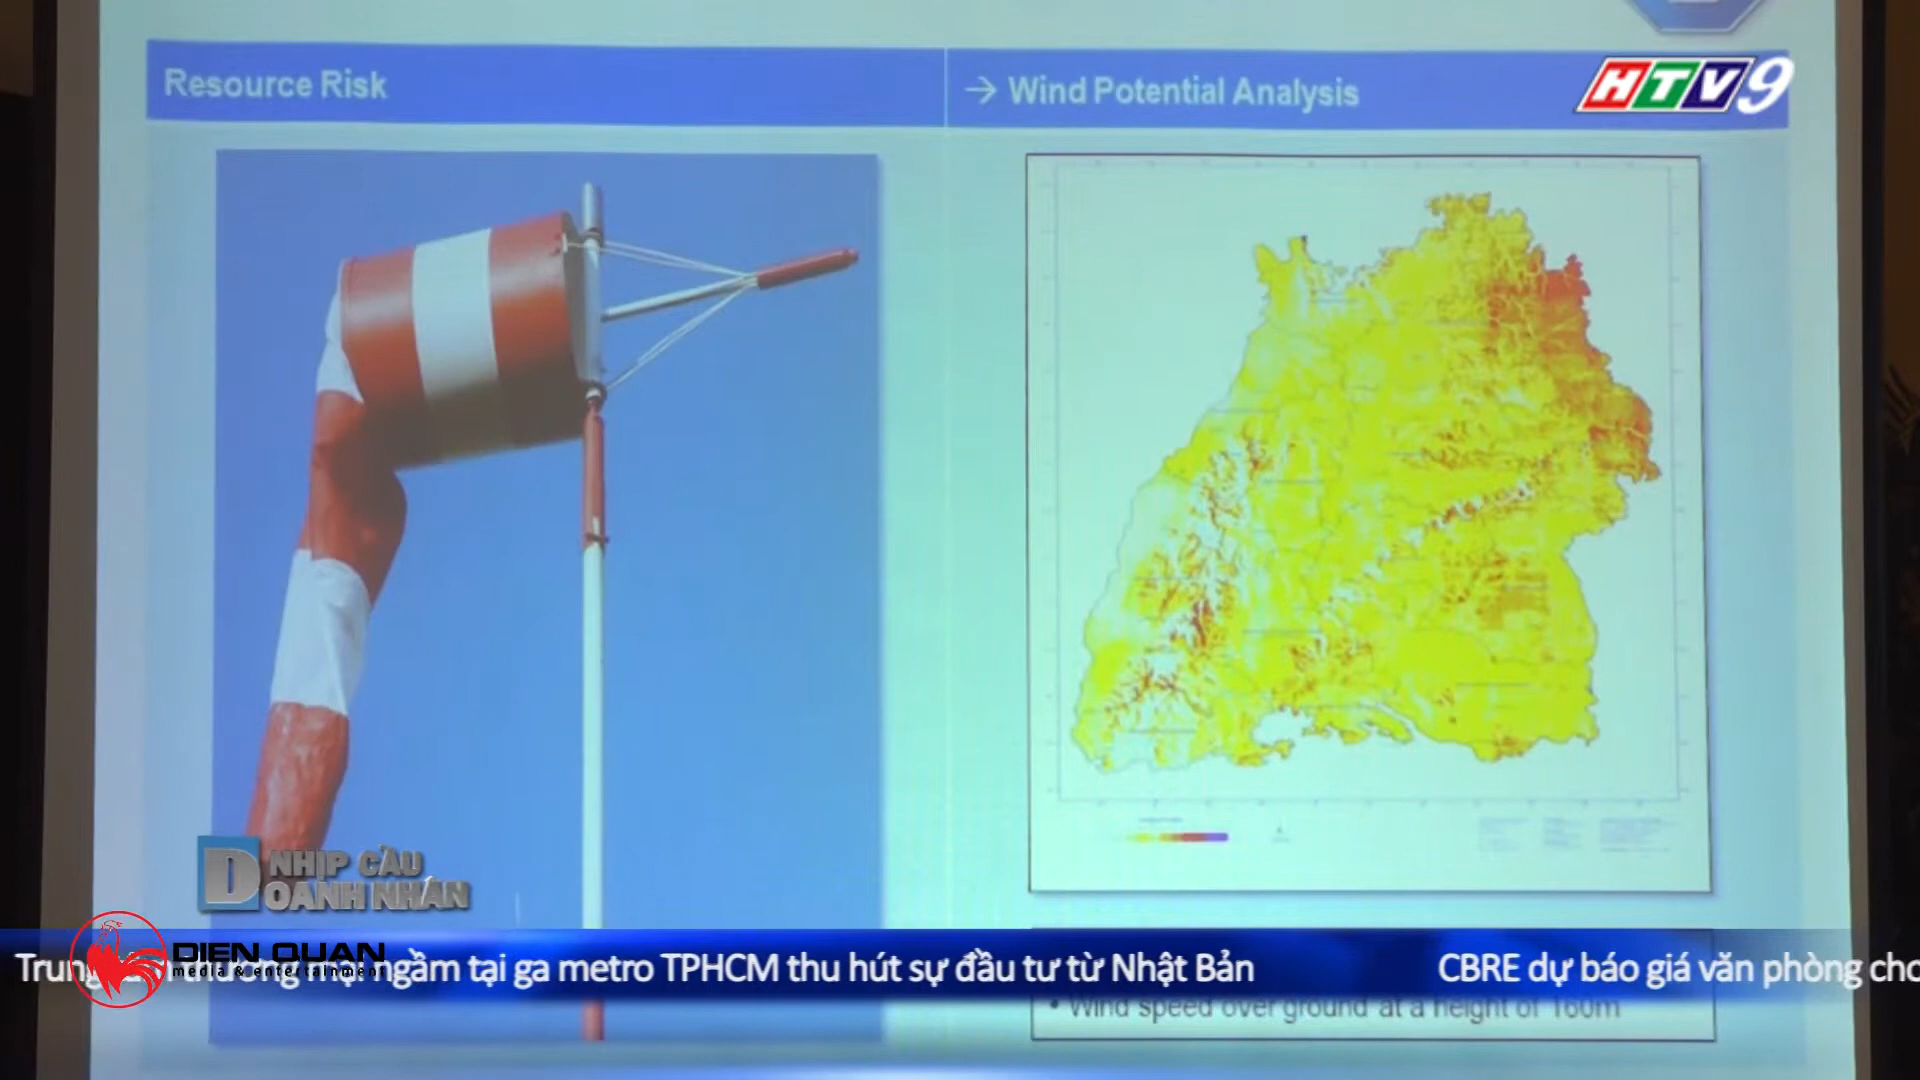 Resource Risk
→ Wind Potential Analysis
HTV9
NHỊP CẦU
DOANH NHÂN
DIEN QUAN
media & entertainment
ngầm tại ga metro TPHCM thu hút sự đầu tư từ Nhật Bản
CBRE dự báo giá văn phòng cho
• Wind speed over ground at a height of 160m